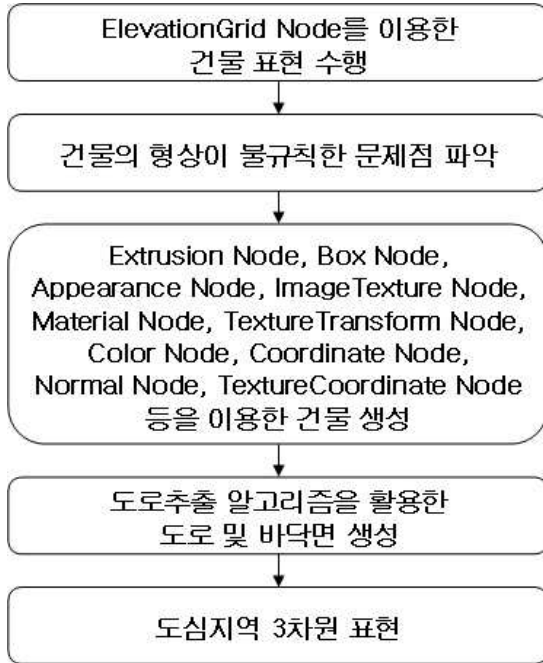 ElevationGrid Node를 이용한
건물 표현 수행
건물의 형상이 불규칙한 문제점 파악
Extrusion Node, Box Node,
Appearance Node, ImageTexture Node,
Material Node, TextureTransform Node,
Color Node, Coordinate Node,
Normal Node, TextureCoordinate Node
등을 이용한 건물 생성
도로추출 알고리즘을 활용한
도로 및 바닥면 생성
도심지역 3차원 표현